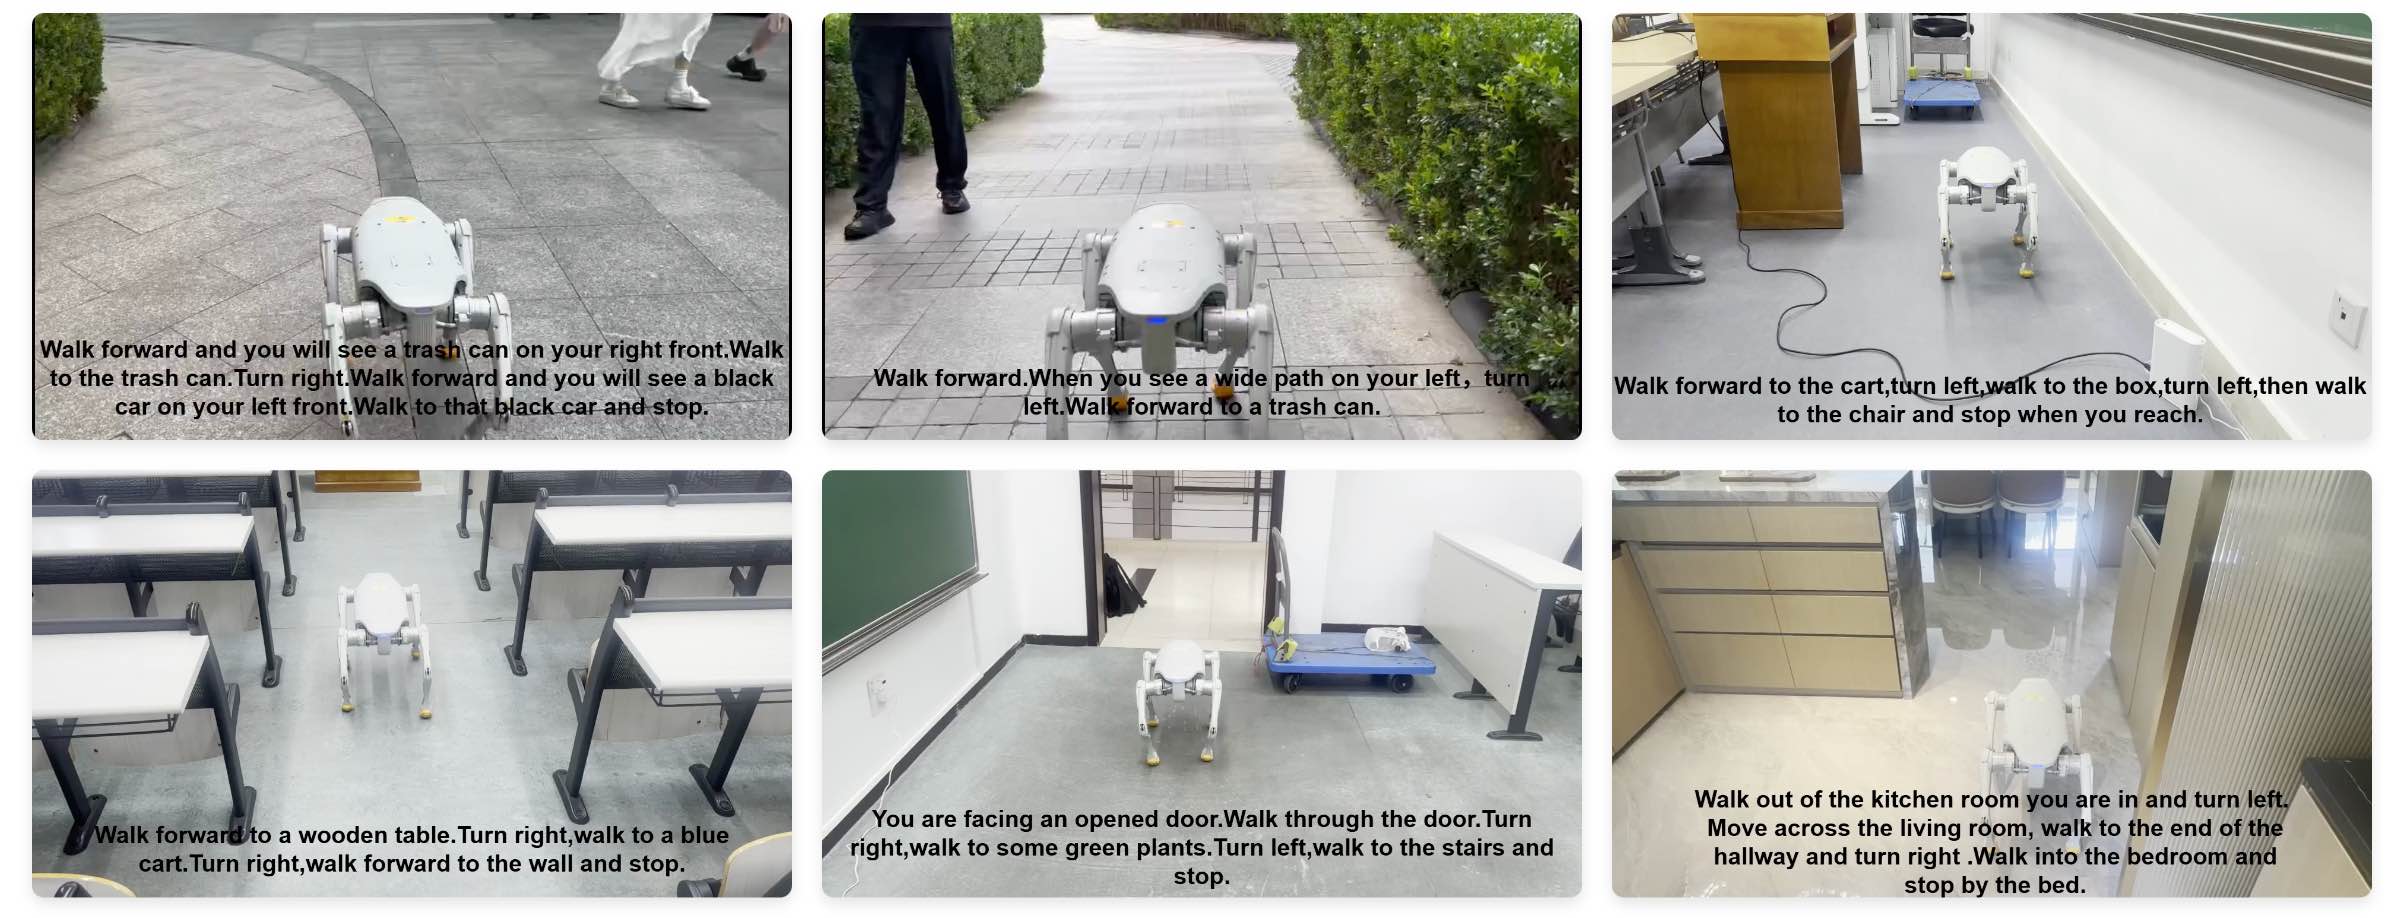 Walk forward and you will see a trash can on your right front.Walk
to the trash can.Turn right.Walk forward and you will see a black
car on your left front.Walk to that black car and stop.
Walk forward.When you see a wide path on your left，turn
left.Walk forward to a trash can.
Walk forward to the cart,turn left,walk to the box,turn left,then walk
to the chair and stop when you reach.
Walk forward to a wooden table.Turn right,walk to a blue
cart.Turn right,walk forward to the wall and stop.
You are facing an opened door.Walk through the door.Turn
right,walk to some green plants.Turn left,walk to the stairs and
stop.
Walk out of the kitchen room you are in and turn left.
Move across the living room, walk to the end of the
hallway and turn right .Walk into the bedroom and
stop by the bed.